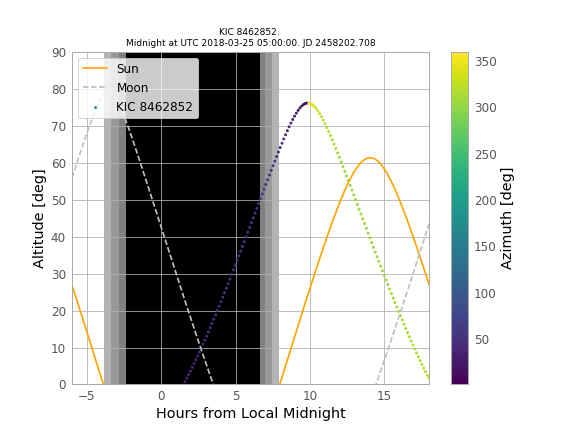 KIC 8462852.
Midnight at UTC 2018-03-25 05:00:00. JD 2458202.708
Sun
Moon
KIC 8462852
Altitude [deg]
90
80
70
60
50
40
30
20
10
0
−5 0 5 10 15
Hours from Local Midnight
350
300
250
200
150
100
50
Azimuth [deg]